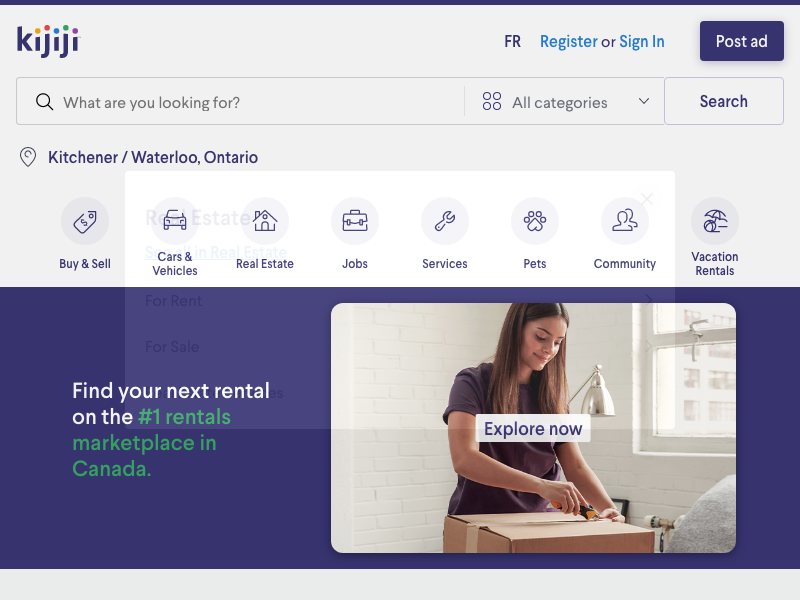 kijiji
FR
Register or Sign In
Post ad
What are you looking for?
All categories
Search
Kitchener / Waterloo, Ontario
Real Estate
See all in Real Estate
Buy & Sell
Cars &
Vehicles
Real Estate
Jobs
Services
Pets
Community
Vacation
Rentals
For Rent
For Sale
Find your next rental
on the #1 rentals
marketplace in
Canada.
Explore now